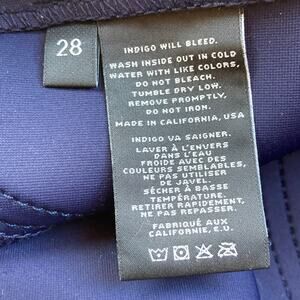 28
INDIGO WILL BLEED.
WASH INSIDE OUT IN COLD
WATER WITH LIKE COLORS,
DO NOT BLEACH.
TUMBLE DRY LOW.
REMOVE PROMPTLY,
DO NOT IRON.
MADE IN CALIFORNIA, USA
INDIGO VA SAIGNER.
LAVER À L'ENVERS
DANS L'EAU
FROIDE AVEC DES
COULEURS SEMBLABLES,
NE PAS UTILISER
DE JAVEL.
SÉCHER À BASSE
TEMPÉRATURE.
RETIRER RAPIDEMENT,
NE PAS REPASSER.
FABRIQUÉ AUX
CALIFORNIE, É.U.